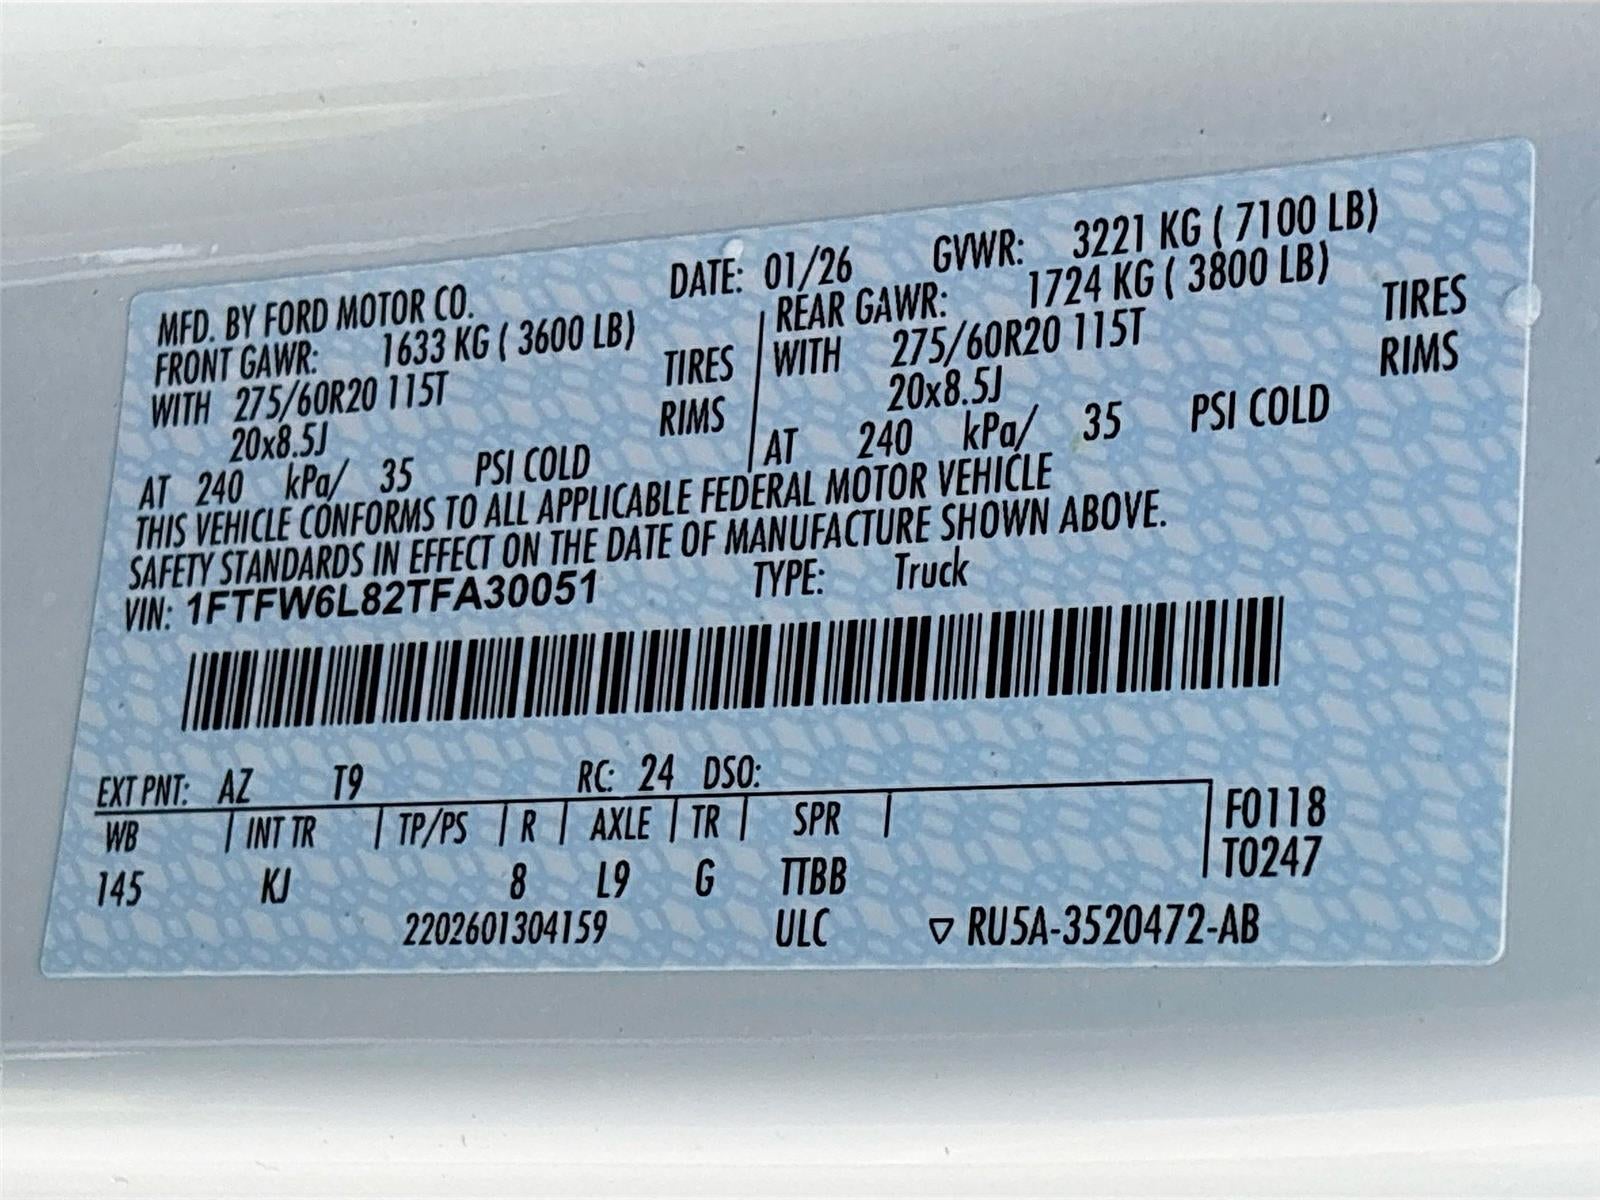 MFD. BY FORD MOTOR CO. DATE: 01/26 GVWR: 3221 KG ( 7100 LB)
FRONT GAWR: 1633 KG ( 3600 LB) REAR GAWR: 1724 KG ( 3800 LB)
WITH 275/60R20 115T TIRES WITH 275/60R20 115T TIRES
20x8.5J RIMS 20x8.5J RIMS
AT 240 kPa/ 35 PSI COLD AT 240 kPa/ 35 PSI COLD
THIS VEHICLE CONFORMS TO ALL APPLICABLE FEDERAL MOTOR VEHICLE
SAFETY STANDARDS IN EFFECT ON THE DATE OF MANUFACTURE SHOWN ABOVE.
VIN: 1FTFW6L82TFA30051 TYPE: Truck
EXT PNT: AZ T9 RC: 24 DSO:
WB INT TR TP/PS R AXLE TR SPR F0118
145 KJ 8 L9 G TTBB T0247
2202601304159 ULC ▽ RU5A-3520472-AB